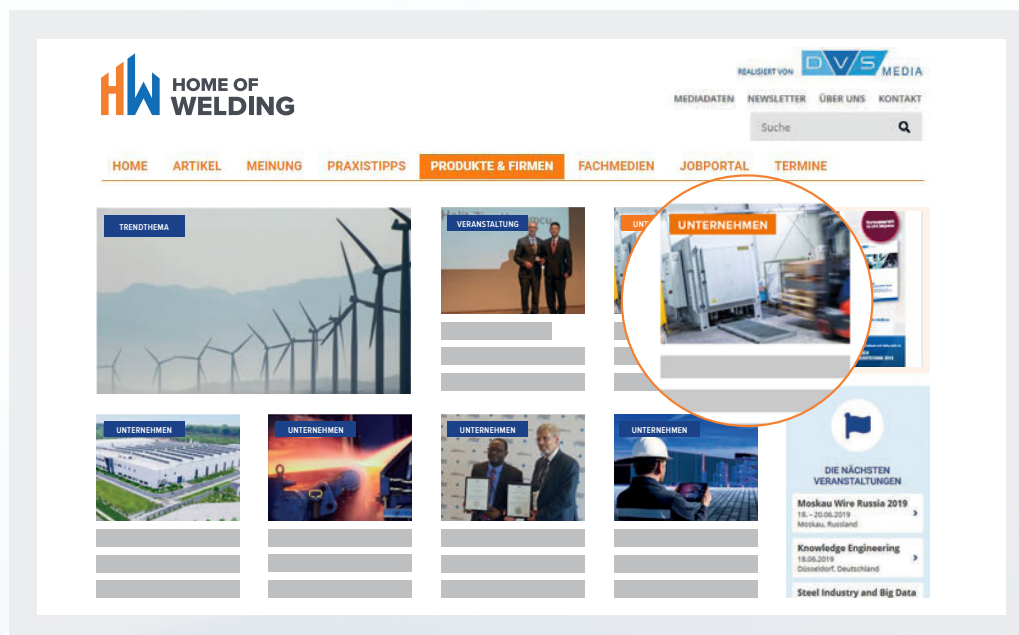 HOME OF
WELDING
REALISIERT VON DVS MEDIA
MEDIADATEN NEWSLETTER ÜBER UNS KONTAKT
Suche
HOME ARTIKEL MEINUNG PRAXISTIPPS PRODUKTE & FIRMEN FACHMEDIEN JOBPORTAL TERMINE
TRENDTHEMA
VERANSTALTUNG
UNT
UNTERNEHMEN
UNTERNEHMEN
UNTERNEHMEN
UNTERNEHMEN
UNTERNEHMEN
DIE NÄCHSTEN
VERANSTALTUNGEN
Moskau Wire Russia 2019
18. – 20.06.2019
Moskau, Russland
Knowledge Engineering
18.06.2019
Düsseldorf, Deutschland
Steel Industry and Big Data